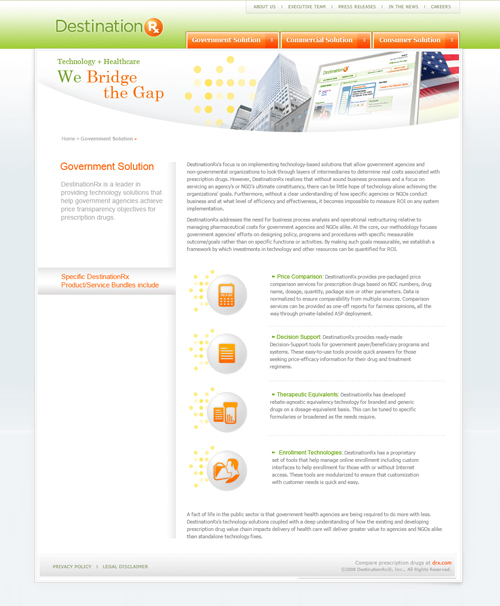 ABOUT US | EXECUTIVE TEAM | PRESS RELEASES | IN THE NEWS | CAREERS
DestinationRx
Government Solution
Commercial Solution
Consumer Solution
Technology + Healthcare
We Bridge
the Gap
Home » Government Solution »
Government Solution
DestinationRx is a leader in
providing technology solutions that
help government agencies achieve
price transparency objectives for
prescription drugs.
Specific DestinationRx
Product/Service Bundles include
DestinationRx's focus is on implementing technology-based solutions that allow government agencies and
non-governmental organizations to look through layers of intermediaries to determine real costs associated with
prescription drugs. However, DestinationRx realizes that without sound business processes and a focus on
servicing an agency's or NGO's ultimate constituency, there can be little hope of technology alone achieving the
organizations' goals. Furthermore, without a clear understanding of how specific agencies or NGOs conduct
business and at what level of efficiency and effectiveness, it becomes impossible to measure ROI on any system
implementation.
DestinationRx addresses the need for business process analysis and operational restructuring relative to
managing pharmaceutical costs for government agencies and NGOs alike. At the core, our methodology focuses
government agencies' efforts on designing policy, programs and procedures with specific measurable
outcome/goals rather than on specific functions or activities. By making such goals measurable, we establish a
framework by which investments in technology and other resources can be quantified for ROI.
Price Comparison: DestinationRx provides pre-packaged price
comparison services for prescription drugs based on NDC numbers, drug
name, dosage, quantity, package size or other parameters. Data is
normalized to ensure comparability from multiple sources. Comparison
services can be provided as one-off reports for fairness opinions, all the
way through private-labeled ASP deployment.
Decision Support: DestinationRx provides ready-made
Decision-Support tools for government payer/beneficiary programs and
systems. These easy-to-use tools provide quick answers for those
seeking price-efficacy information for their drug and treatment
regimens.
Therapeutic Equivalents: DestinationRx has developed
rebate-agnostic equivalency technology for branded and generic
drugs on a dosage-equivalent basis. This can be tuned to specific
formularies or broadened as the needs require.
Enrollment Technologies: DestinationRx has a proprietary
set of tools that help manage online enrollment including custom
interfaces to help enrollment for those with or without Internet
access. These tools are modularized to ensure that customization
with customer needs is quick and easy.
A fact of life in the public sector is that government health agencies are being required to do more with less.
DestinationRx's technology solutions coupled with a deep understanding of how the existing and developing
prescription drug value chain impacts delivery of health care will deliver greater value to agencies and NGOs alike
than standalone technology fixes.
PRIVACY POLICY | LEGAL DISCLAIMER
Compare prescription drugs at drx.com
©2008 DestinationRx®, Inc., All Rights Reserved.